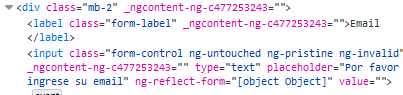 <div class="mb-2" _ngcontent-ng-c477253243="">
<label class="form-label" _ngcontent-ng-c477253243="">Email
</label>
<input class="form-control ng-untouched ng-pristine ng-invalid"
_ngcontent-ng-c477253243="" type="text" placeholder="Por favor
ingrese su email" ng-reflect-form="[object Object]" value="">